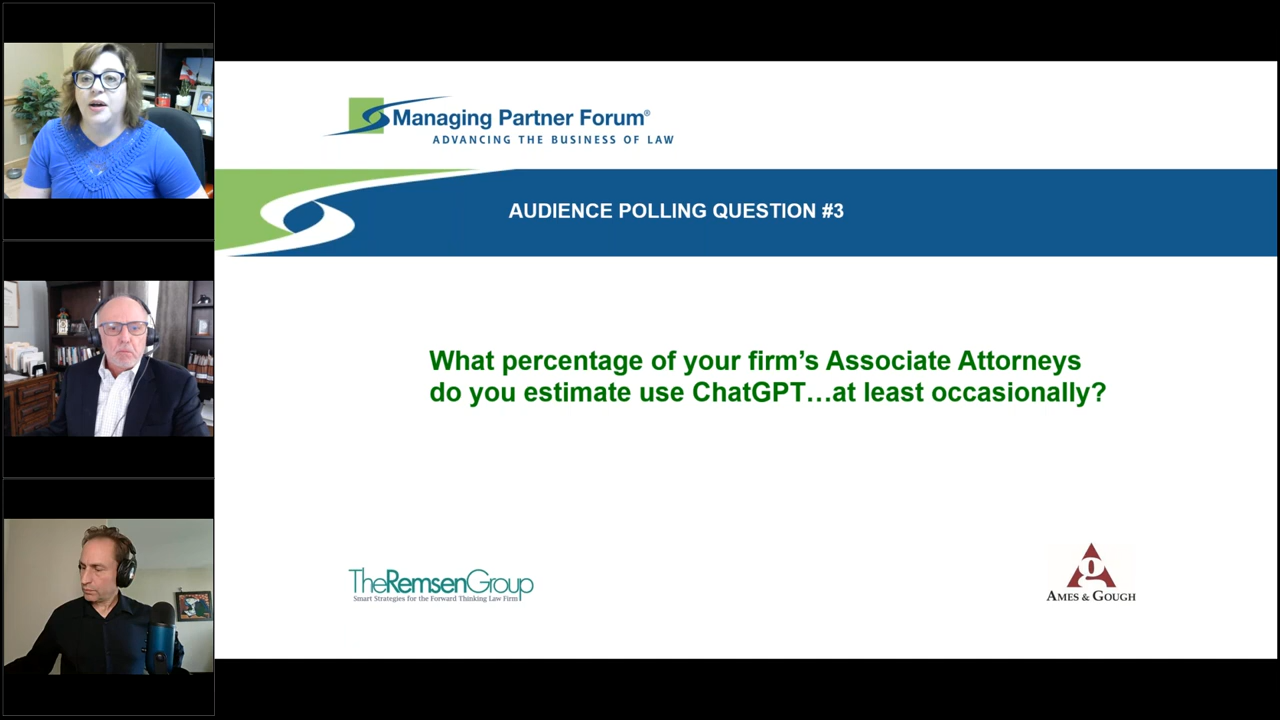 Managing Partner Forum®
ADVANCING THE BUSINESS OF LAW
AUDIENCE POLLING QUESTION #3
What percentage of your firm’s Associate Attorneys
do you estimate use ChatGPT…at least occasionally?
TheRemsenGroup
Smart Strategies for the Forward Thinking Law Firm
ag
AMES & GOUGH